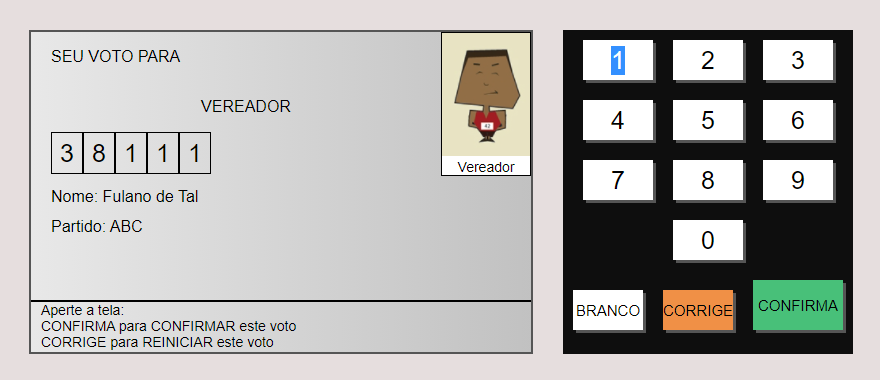 SEU VOTO PARA
VEREADOR
3 8 1 1 1
Nome: Fulano de Tal
Partido: ABC
42
Vereador
Aperte a tela:
CONFIRMA para CONFIRMAR este voto
CORRIGE para REINICIAR este voto
1 2 3
4 5 6
7 8 9
0
BRANCO CORRIGE CONFIRMA